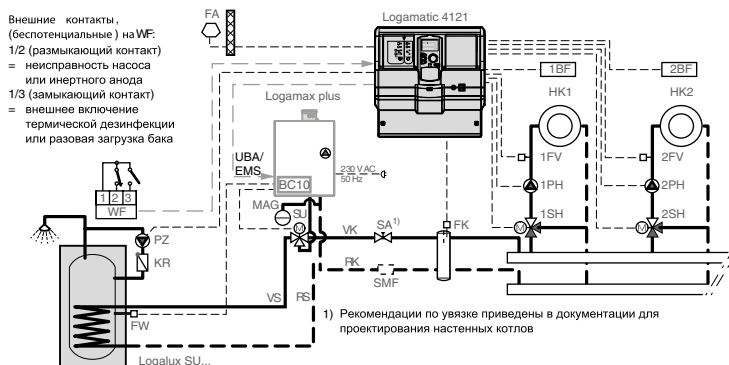 Внешние контакты,
(беспотенциальные) на WF:
1/2 (размыкающий контакт)
= неисправность насоса
или инертного анода
1/3 (замыкающий контакт)
= внешнее включение
термической дезинфекции
или разовая загрузка бака
FA
Logamatic 4121
1BF
2BF
HK1
HK2
Logamax plus
UBA/
EMS
230 VAC
50 Hz
BC10
1FV
2FV
1PH
2PH
1 2 3
WF
MAG
SU
M
VK
SA 1)
FK
M
1SH
M
2SH
PZ
KR
RK
SMF
VS
RS
FW
1) Рекомендации по увязке приведены в документации для
проектирования настенных котлов
Logalux SU...